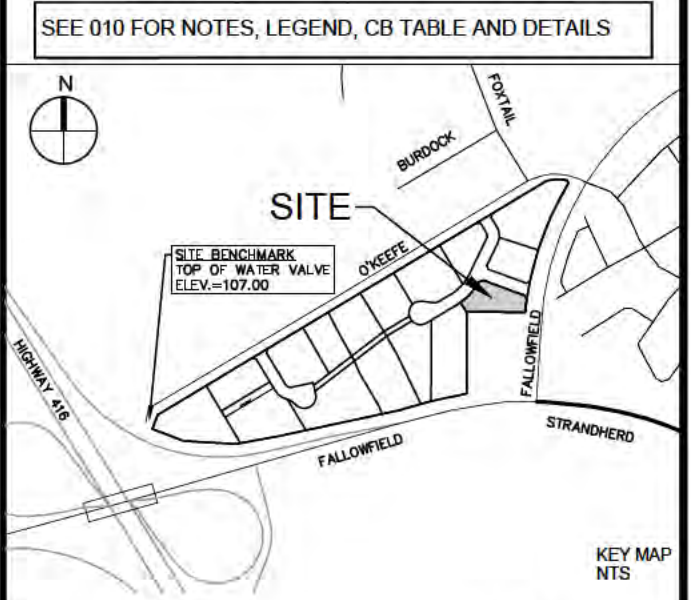 SEE 010 FOR NOTES, LEGEND, CB TABLE AND DETAILS
N
FOXTAIL
BURDOCK
SITE
O'KEEFE
SITE BENCHMARK
TOP OF WATER VALVE
ELEV.=107.00
HIGHWAY 416
FALLOWFIELD
STRANDHERD
FALLOWFIELD
KEY MAP
NTS